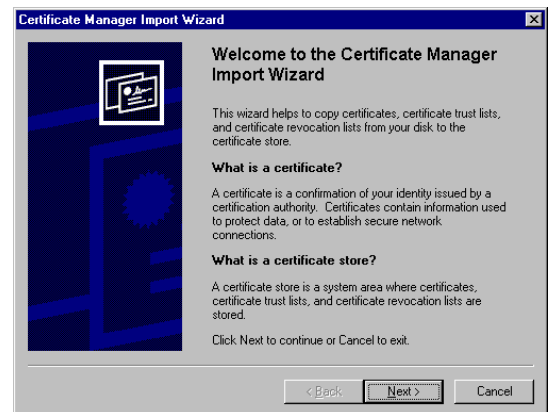 Certificate Manager Import Wizard
Welcome to the Certificate Manager
Import Wizard
This wizard helps to copy certificates, certificate trust lists,
and certificate revocation lists from your disk to the
certificate store.
What is a certificate?
A certificate is a confirmation of your identity issued by a
certification authority. Certificates contain information used
to protect data, or to establish secure network
connections.
What is a certificate store?
A certificate store is a system area where certificates,
certificate trust lists, and certificate revocation lists are
stored.
Click Next to continue or Cancel to exit.
< Back Next > Cancel